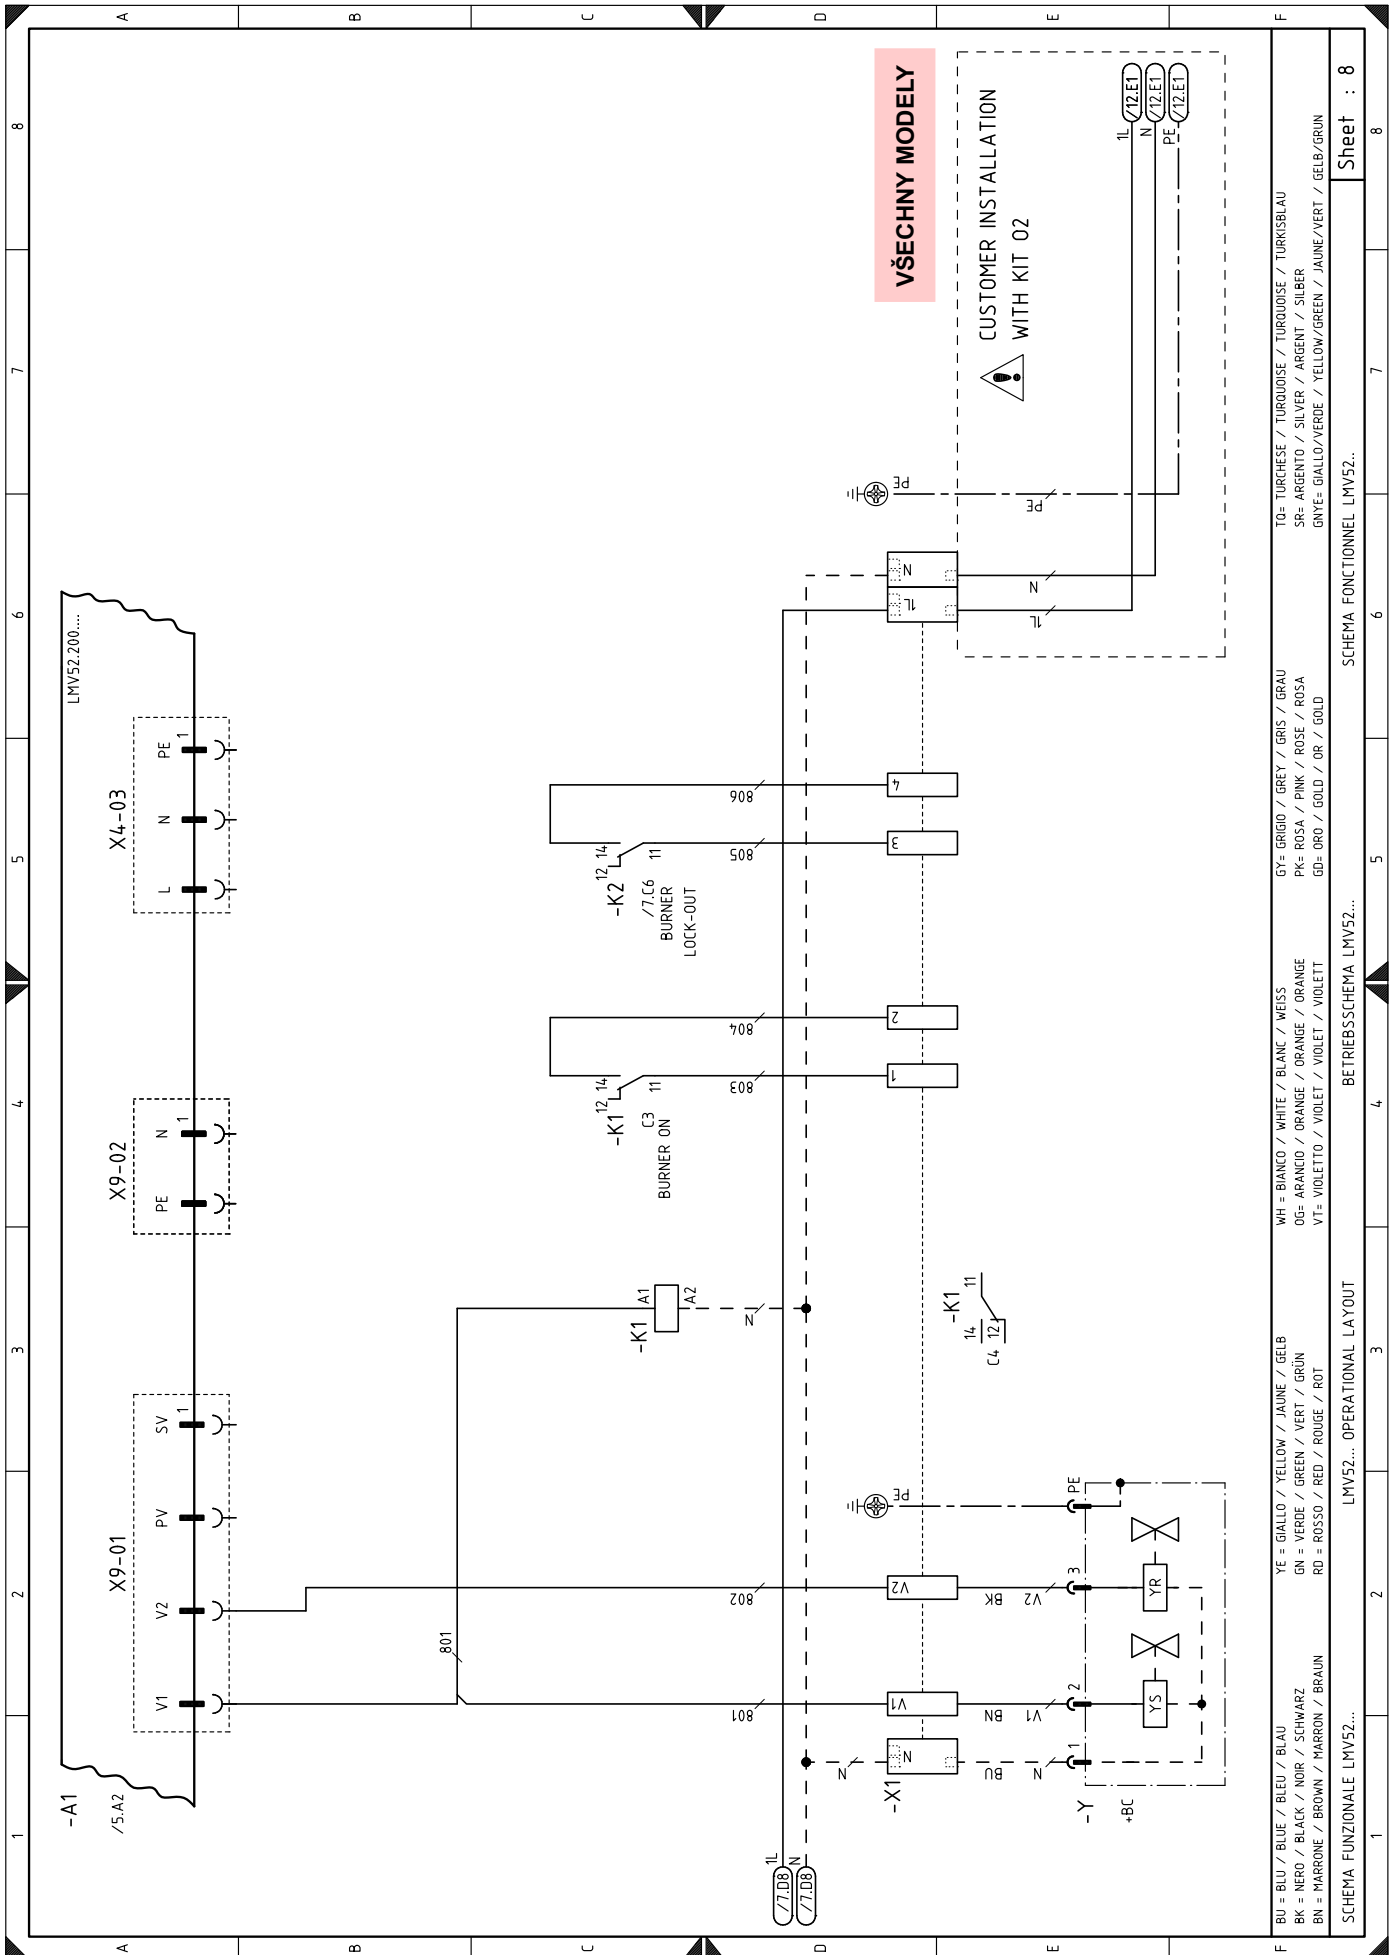 1 2 3 4 5 6 7 8
A
B
C
D
E
F
-A1
/5.A2
LMV52.200....
X9-01
V1 V2 PV SV 1
X9-02
PE N 1
X4-03
L N PE 1
801
801
802
-K1
A1
A2
N
-K1
12 14
11
C3
BURNER ON
803
804
-K2
12 14
11
/7.C6
BURNER
LOCK-OUT
805
806
/7.D8 1L
/7.D8 N
N
-X1
N V1 V2 PE 1 2 3 4 1L N PE
-K1
14
12
11
C4
BU BN BK
N V1 V2
1 2 3 PE
-Y
+BC
YS YR
1L N PE
VŠECHNY MODELY
CUSTOMER INSTALLATION
WITH KIT O2
1L /12.E1
N /12.E1
PE /12.E1
BU = BLU / BLUE / BLEU / BLAU
BK = NERO / BLACK / NOIR / SCHWARZ
BN = MARRONE / BROWN / MARRON / BRAUN
YE = GIALLO / YELLOW / JAUNE / GELB
GN = VERDE / GREEN / VERT / GRÜN
RD = ROSSO / RED / ROUGE / ROT
WH = BIANCO / WHITE / BLANC / WEISS
OG= ARANCIO / ORANGE / ORANGE / ORANGE
VT= VIOLETTO / VIOLET / VIOLET / VIOLETT
GY= GRIGIO / GREY / GRIS / GRAU
PK= ROSA / PINK / ROSE / ROSA
GD= ORO / GOLD / OR / GOLD
TQ= TURCHESE / TURQUOISE / TURQUOISE / TURKISBLAU
SR= ARGENTO / SILVER / ARGENT / SILBER
GNYE= GIALLO/VERDE / YELLOW/GREEN / JAUNE/VERT / GELB/GRUN
SCHEMA FUNZIONALE LMV52...
LMV52... OPERATIONAL LAYOUT
BETRIEBSSCHEMA LMV52...
SCHEMA FONCTIONNEL LMV52..
Sheet : 8
1 2 3 4 5 6 7 8
A
B
C
D
E
F